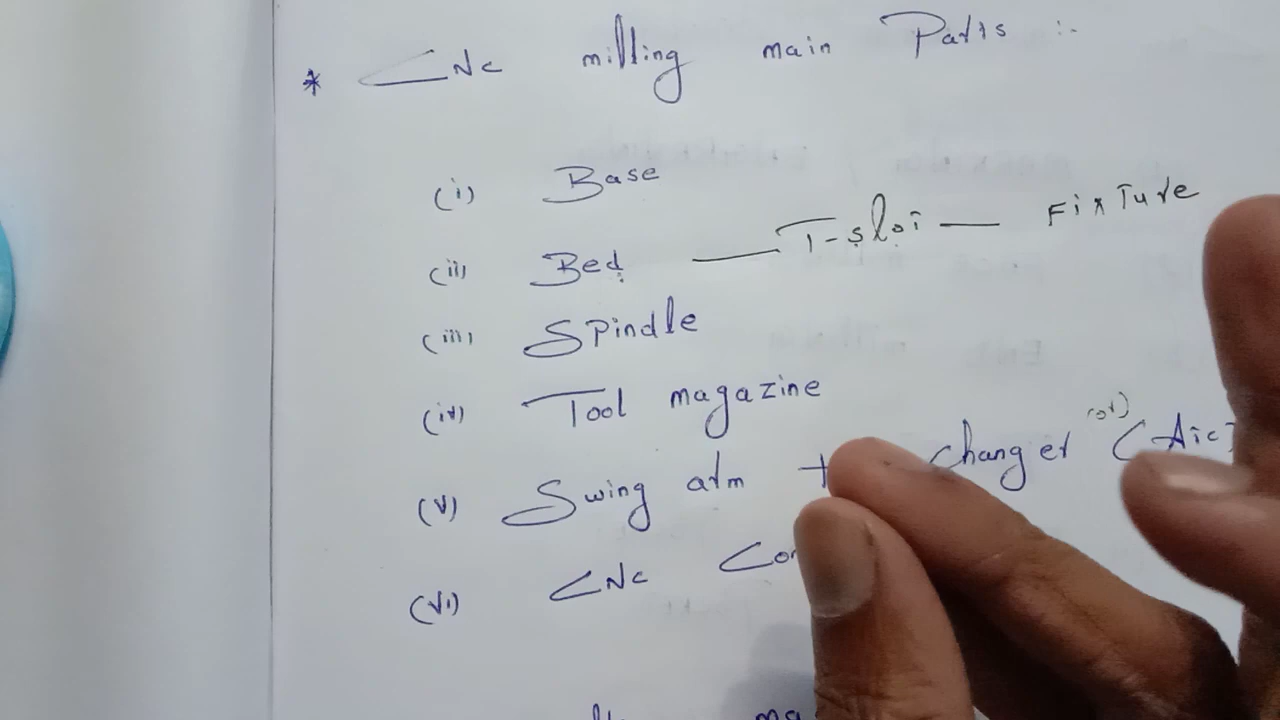 * CNC milling main Parts :-
(i) Base
(ii) Bed — T-slot — Fixture
(iii) Spindle
(iv) Tool magazine
(v) Swing arm changer (or)
(vi) CNC